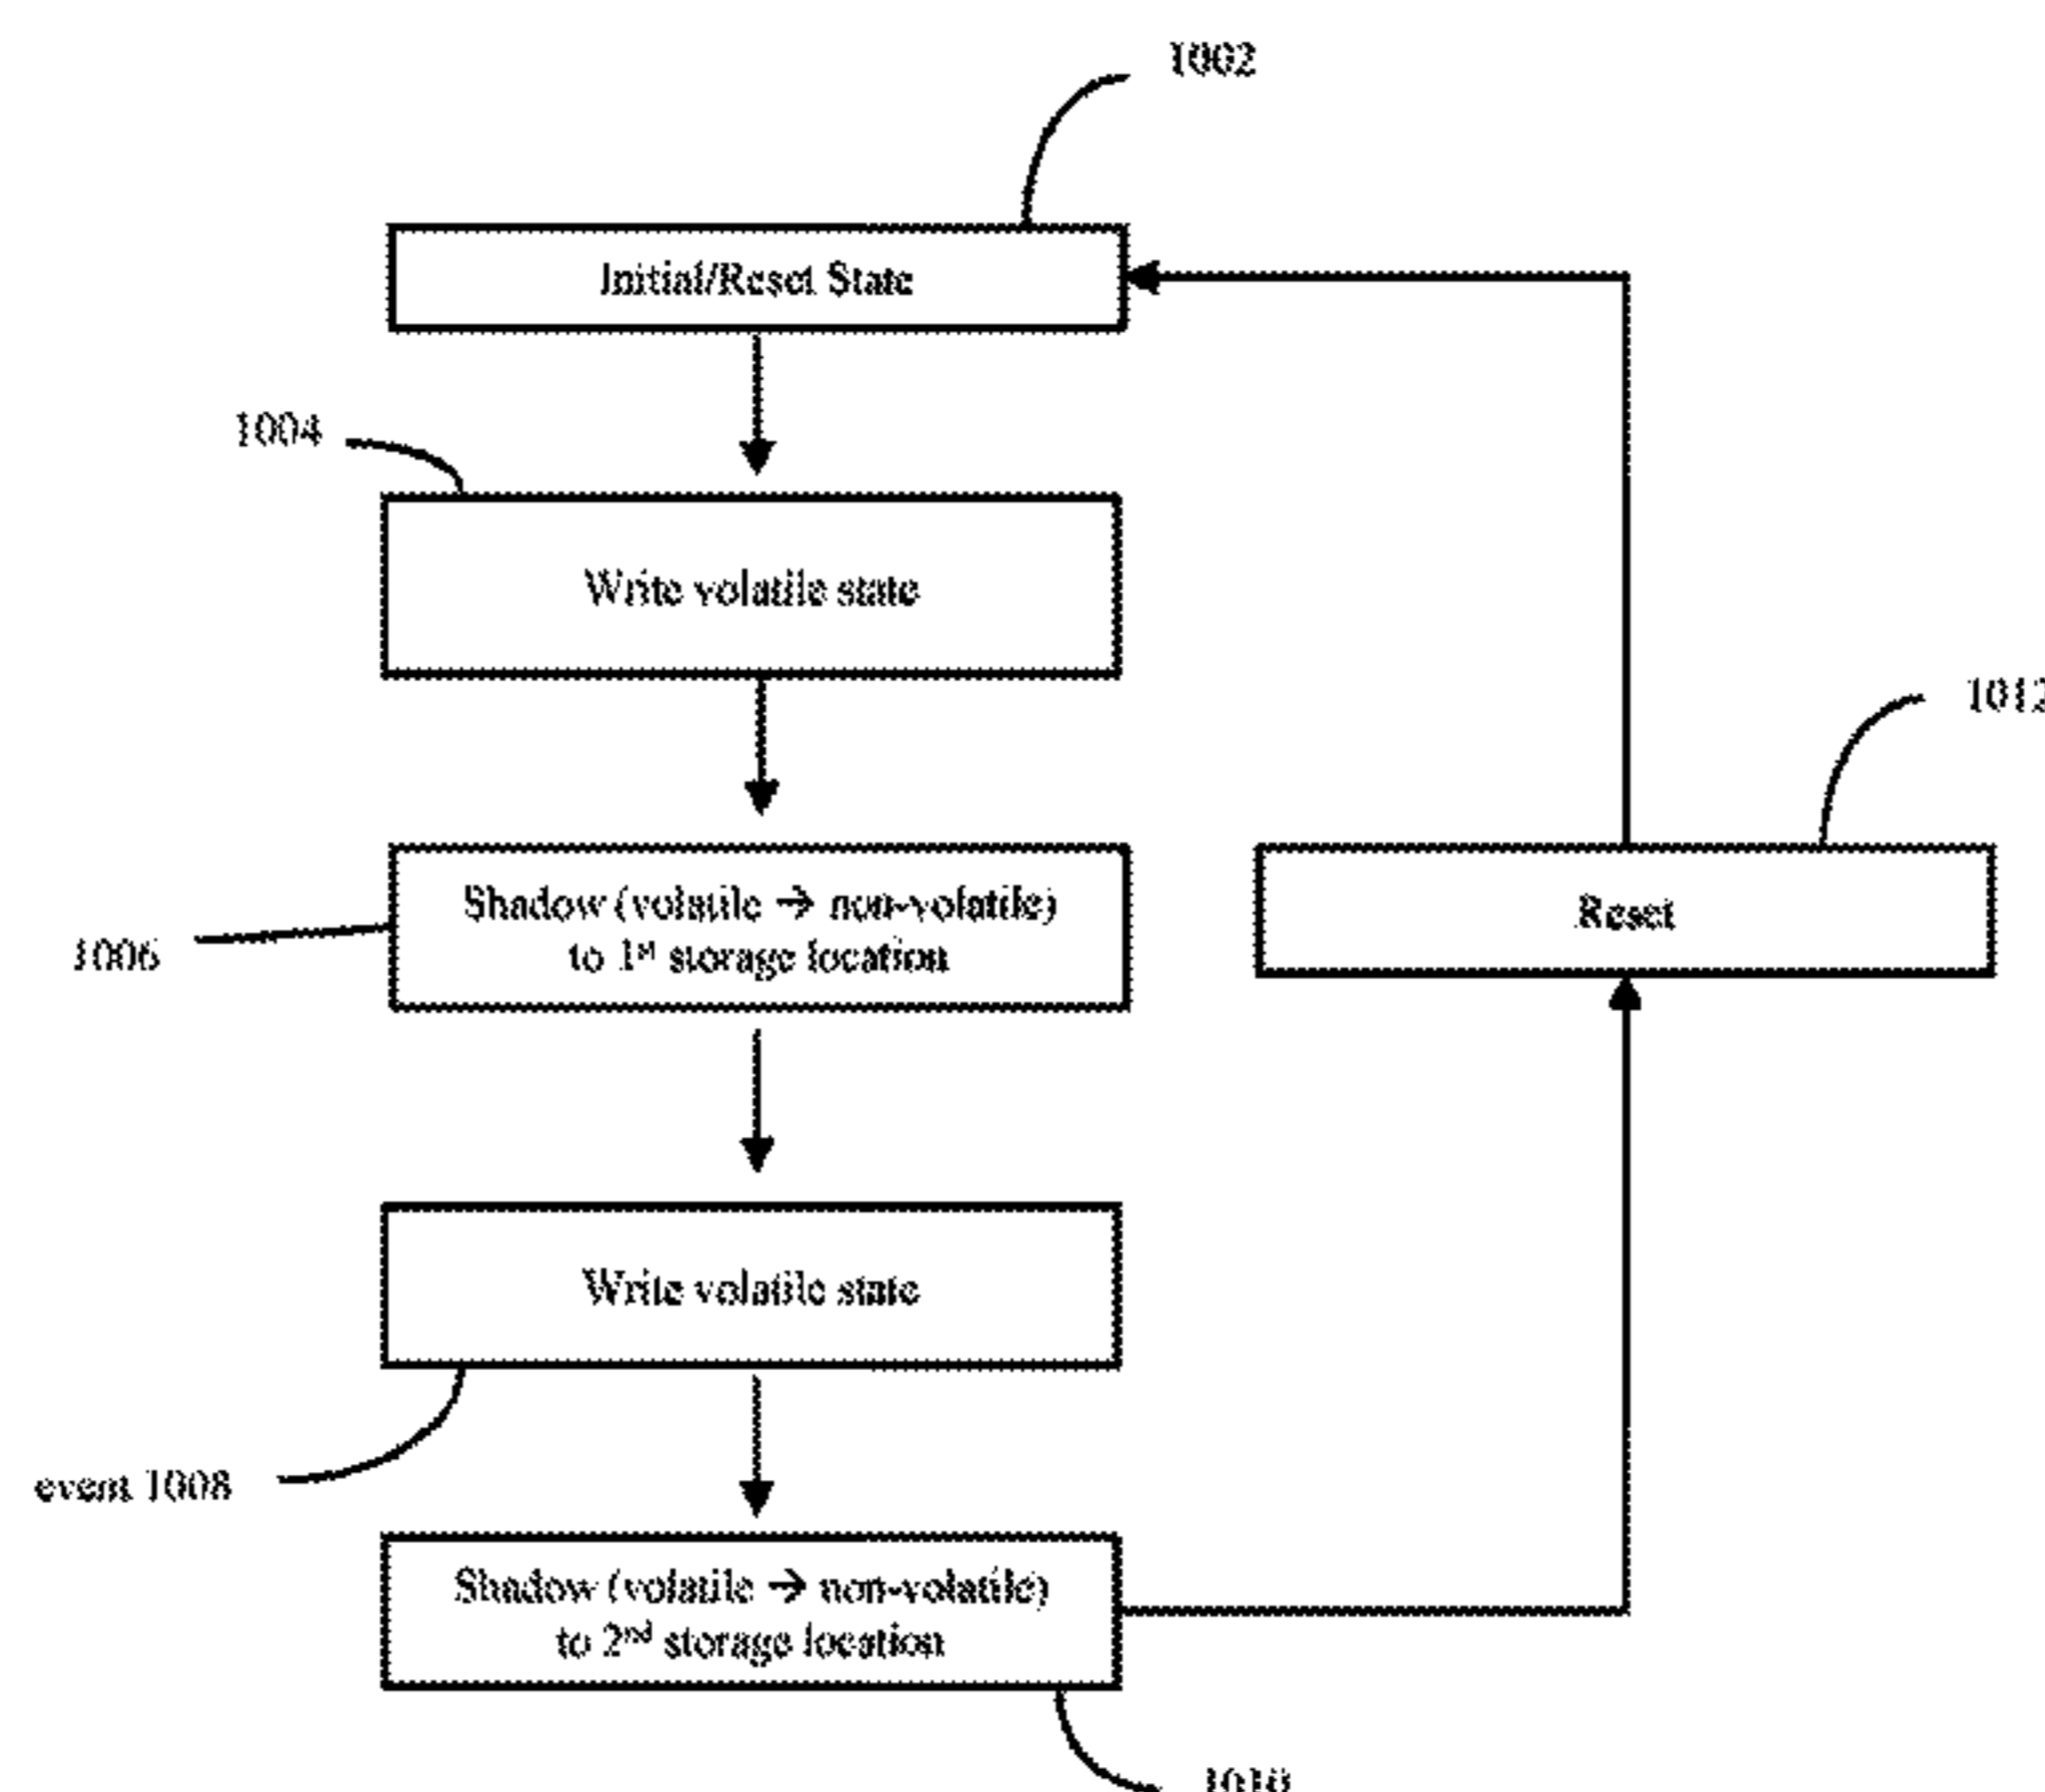 1002
Initial/Reset State
1004
Write volatile state
1012
Shadow (volatile → non-volatile)
to 1st storage location
1006
Reset
Write volatile state
event 1008
Shadow (volatile → non-volatile)
to 2nd storage location
1010